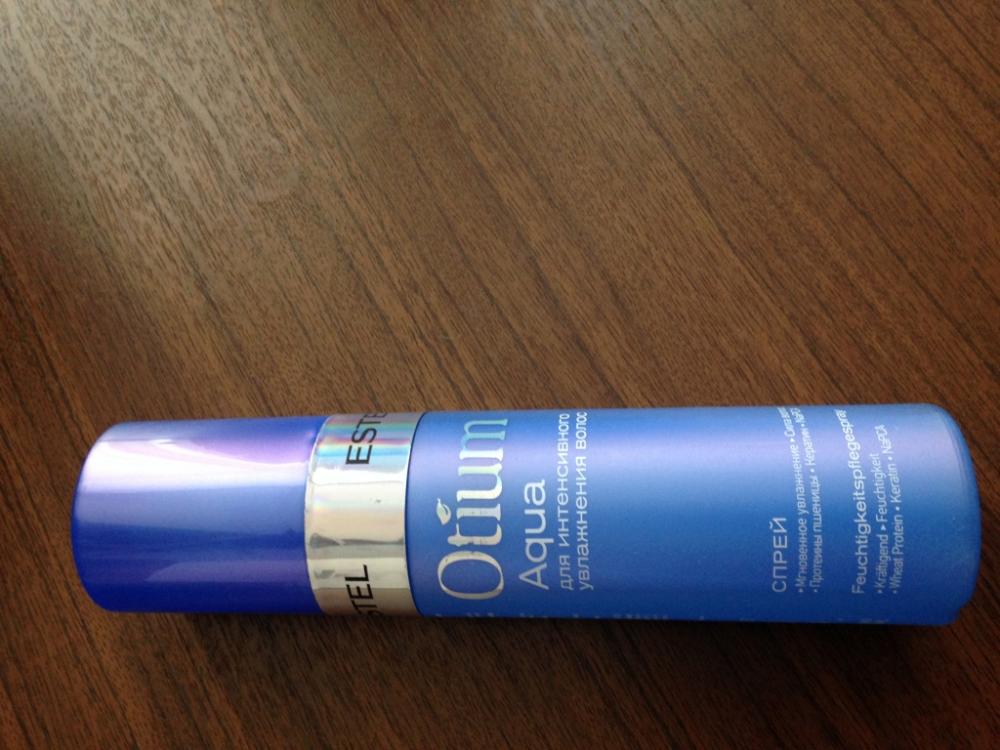 ESTEL
Otium
Aqua
для интенсивного
увлажнения волос
СПРЕЙ
• Мгновенное увлажнение • Сила
• Протеины пшеницы • Кератин •
Feuchtigkeitspflegespray
• Kräftigend • Feuchtigkeit
• Wheat Protein • Keratin • NaPCA